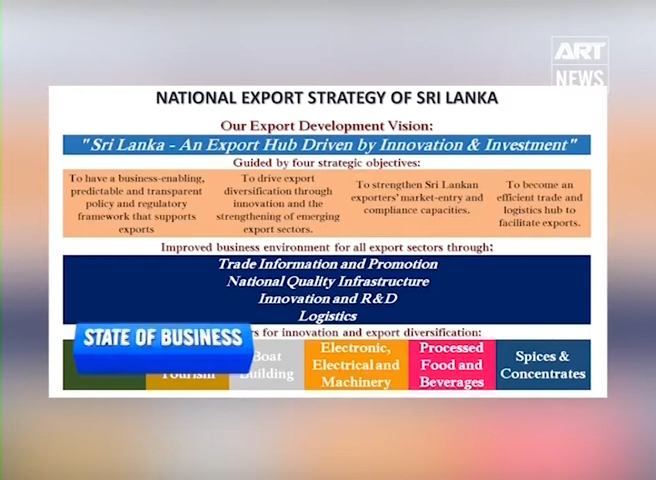 ART
NEWS
NATIONAL EXPORT STRATEGY OF SRI LANKA
Our Export Development Vision:
"Sri Lanka - An Export Hub Driven by Innovation & Investment"
Guided by four strategic objectives:
To have a business-enabling,
predictable and transparent
policy and regulatory
framework that supports
exports
To drive export
diversification through
innovation and the
strengthening of emerging
export sectors.
To strengthen Sri Lankan
exporters' market-entry and
compliance capacities.
To become an
efficient trade and
logistics hub to
facilitate exports.
Improved business environment for all export sectors through;
Trade Information and Promotion
National Quality Infrastructure
Innovation and R&D
Logistics
for innovation and export diversification:
STATE OF BUSINESS
Tourism
Boat
Building
Electronic,
Electrical and
Machinery
Processed
Food and
Beverages
Spices &
Concentrates